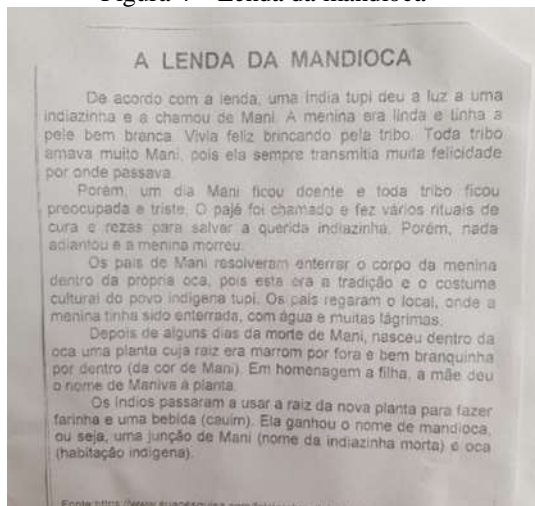 A LENDA DA MANDIOCA
De acordo com a lenda, uma índia tupi deu a luz a uma
indiazinha e a chamou de Mani. A menina era linda e tinha a
pele bem branca. Vivia feliz brincando pela tribo. Toda tribo
amava muito Mani, pois ela sempre transmitia muita felicidade
por onde passava.
Porém, um dia Mani ficou doente e toda tribo ficou
preocupada e triste. O pajé foi chamado e fez vários rituais de
cura e rezas para salvar a querida indiazinha. Porém, nada
adiantou e a menina morreu.
Os pais de Mani resolveram enterrar o corpo da menina
dentro da própria oca, pois esta era a tradição e o costume
cultural do povo indígena tupi. Os pais regaram o local, onde a
menina tinha sido enterrada, com água e muitas lágrimas.
Depois de alguns dias da morte de Mani, nasceu dentro da
oca uma planta cuja raiz era marrom por fora e bem branquinha
por dentro (da cor de Mani). Em homenagem a filha, a mãe deu
o nome de Maniva à planta.
Os índios passaram a usar a raiz da nova planta para fazer
farinha e uma bebida (cauim). Ela ganhou o nome de mandioca,
ou seja, uma junção de Mani (nome da indiazinha morta) e oca
(habitação indígena).